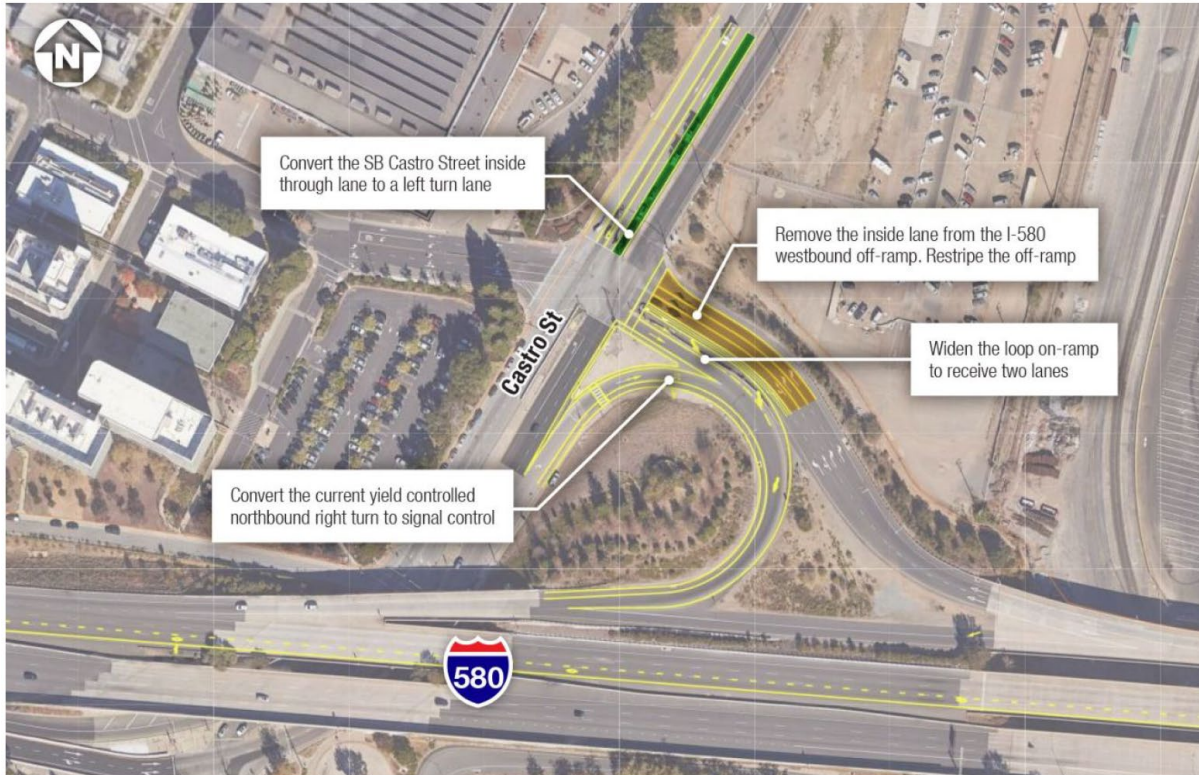 N
Convert the SB Castro Street inside
through lane to a left turn lane
Remove the inside lane from the I-580
westbound off-ramp. Restripe the off-ramp
Widen the loop on-ramp
to receive two lanes
Castro St
Convert the current yield controlled
northbound right turn to signal control
580